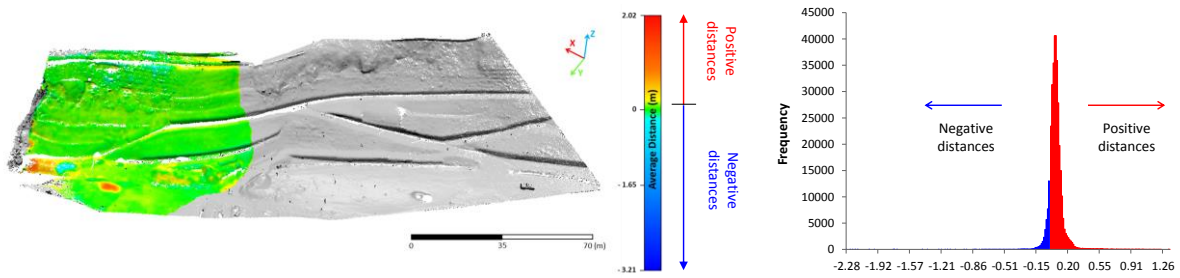 X
Z
Y
0
35
70 (m)
2.02
0
-1.65
-3.21
Average Distance (m)
Positive
distances
Negative
distances
45000
40000
35000
30000
25000
20000
15000
10000
5000
0
Frequency
Negative
distances
Positive
distances
-2.28 -1.92 -1.57 -1.21 -0.86 -0.51 -0.15 0.20 0.55 0.91 1.26